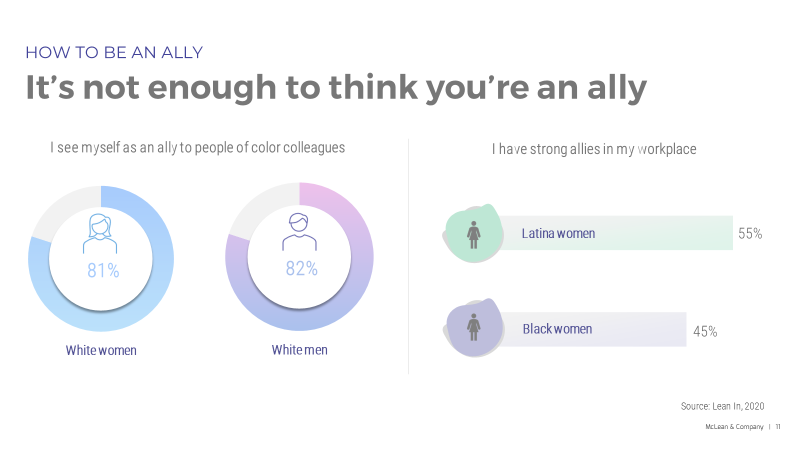 HOW TO BE AN ALLY
It's not enough to think you're an ally
I see myself as an ally to people of color colleagues
81%
White women
82%
White men
I have strong allies in my workplace
Latina women
55%
Black women
45%
Source: Lean In, 2020
McLean & Company | 11